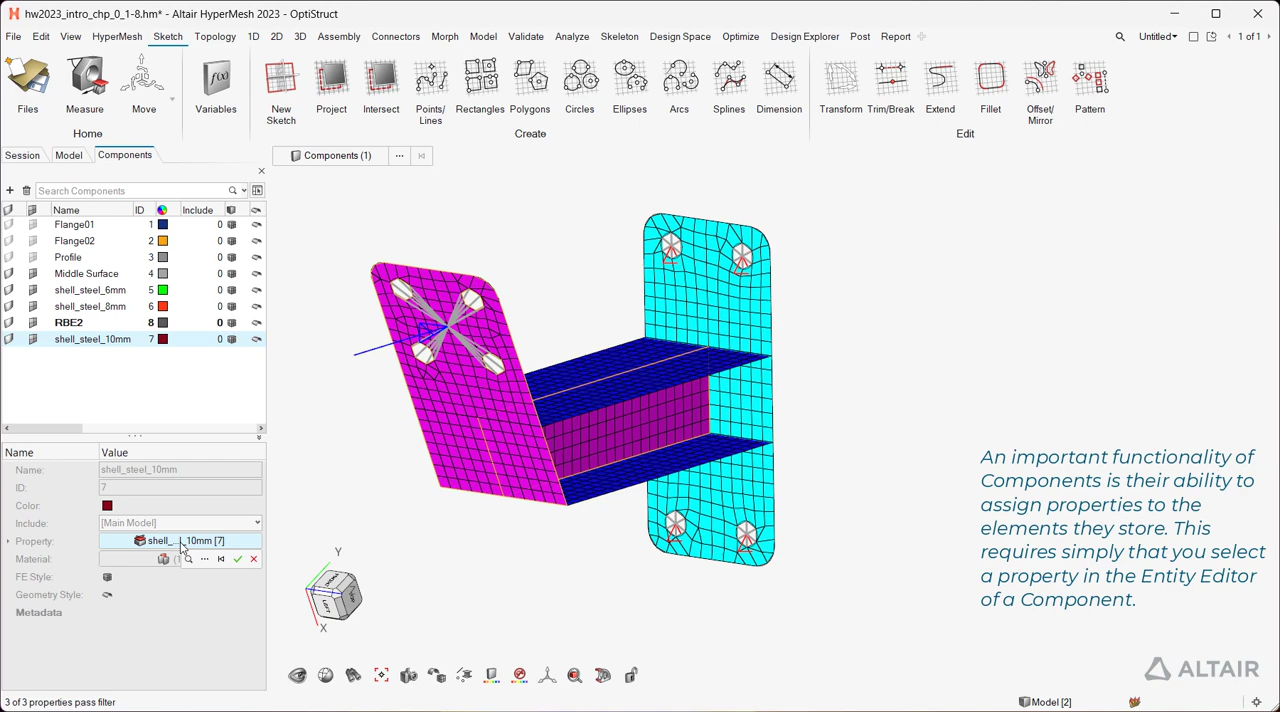 hw2023_intro_chp_0_1-8.hm* - Altair HyperMesh 2023 - OptiStruct
File Edit View HyperMesh Sketch Topology 1D 2D 3D Assembly Connectors Morph Model Validate Analyze Skeleton Design Space Optimize Design Explorer Post Report Untitled 1 of 1
Files Measure Move Variables New Sketch Project Intersect Points/ Lines Rectangles Polygons Circles Ellipses Arcs Splines Dimension Transform Trim/Break Extend Fillet Offset/ Mirror Pattern
f(x)
Home Create Edit
Session Model Components
Components (1)
Search Components
Name ID Include
Flange01 1 0
Flange02 2 0
Profile 3 0
Middle Surface 4 0
shell_steel_6mm 5 0
shell_steel_8mm 6 0
RBE2 8 0
shell_steel_10mm 7 0
Name Value
Name: shell_steel_10mm
ID: 7
Color:
Include: [Main Model]
Property: shell_...l_10mm [7]
Material:
FE Style:
Geometry Style:
Metadata
Y
LEFT
X
An important functionality of
Components is their ability to
assign properties to the
elements they store. This
requires simply that you select
a property in the Entity Editor
of a Component.
ALTAIR
3 of 3 properties pass filter
Model [2]